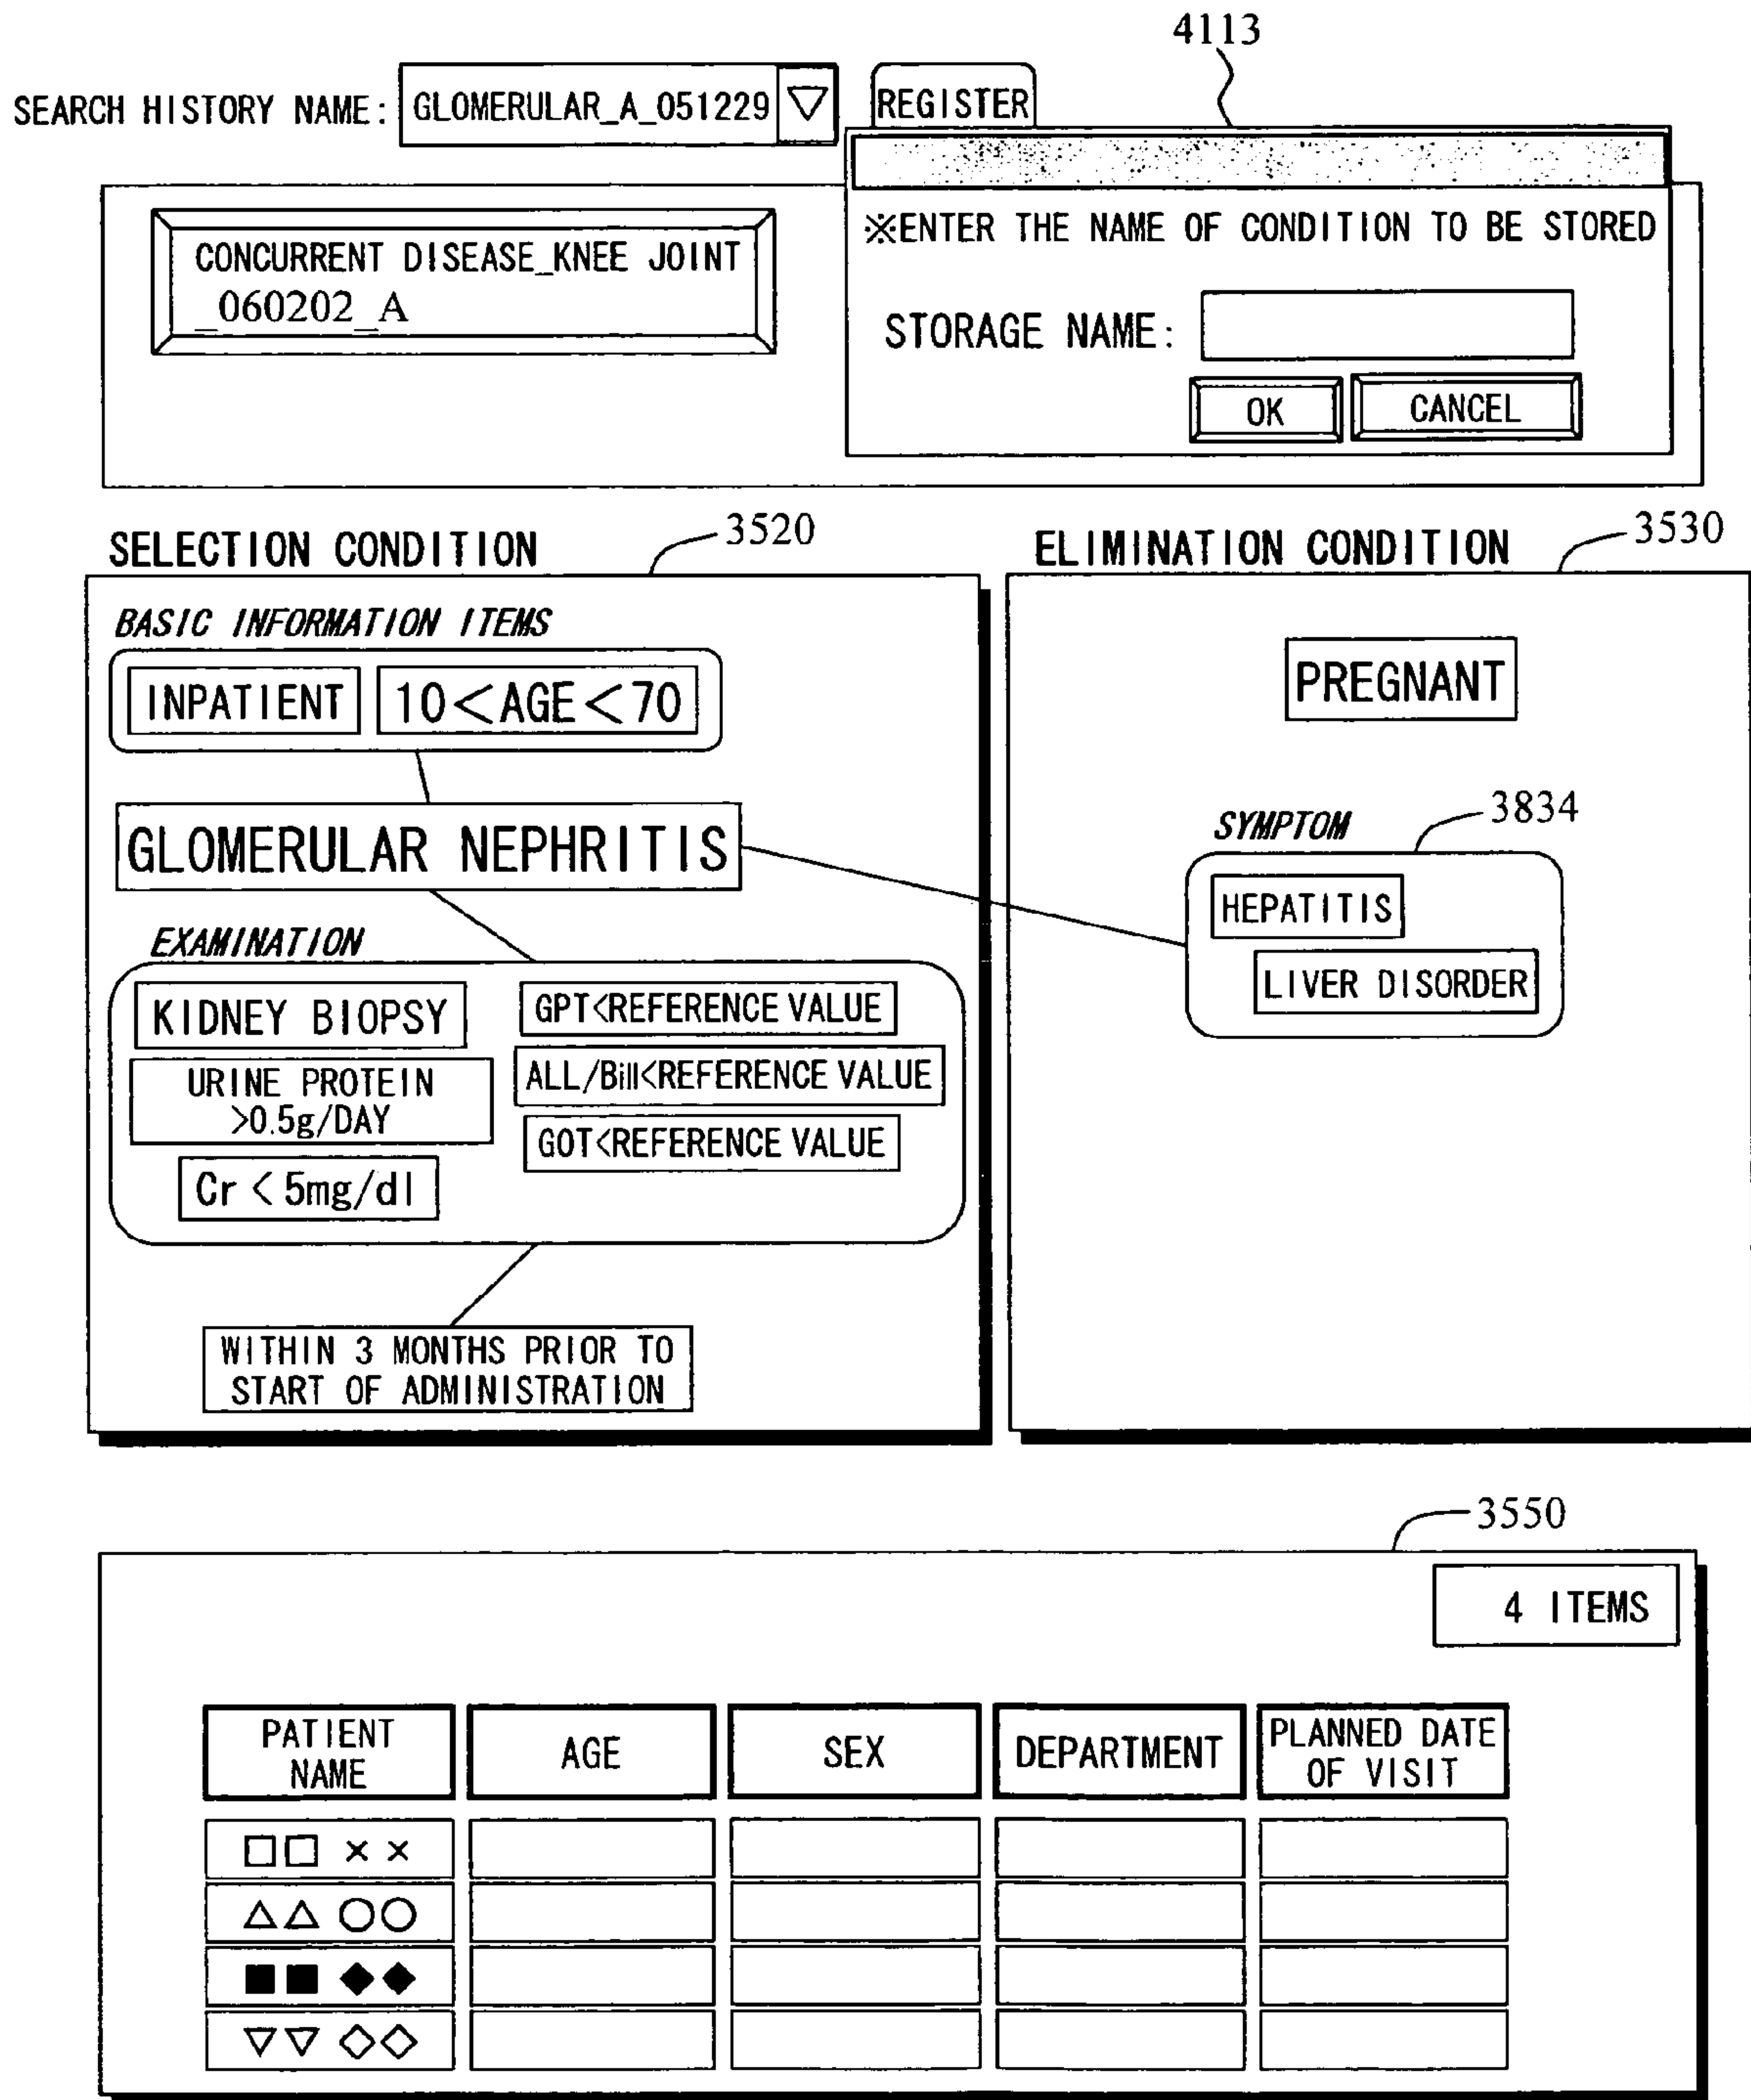 4113
SEARCH HISTORY NAME: GLOMERULAR_A_051229 REGISTER
CONCURRENT DISEASE_KNEE JOINT
_060202_A
※ENTER THE NAME OF CONDITION TO BE STORED
STORAGE NAME:
OK CANCEL
SELECTION CONDITION 3520
BASIC INFORMATION ITEMS
INPATIENT 10<AGE<70
GLOMERULAR NEPHRITIS
EXAMINATION
KIDNEY BIOPSY
URINE PROTEIN
>0.5g/DAY
Cr<5mg/dl
GPT<REFERENCE VALUE
ALL/Bill<REFERENCE VALUE
GOT<REFERENCE VALUE
WITHIN 3 MONTHS PRIOR TO
START OF ADMINISTRATION
ELIMINATION CONDITION 3530
PREGNANT
SYMPTOM 3834
HEPATITIS
LIVER DISORDER
3550
4 ITEMS
PATIENT
NAME
AGE
SEX
DEPARTMENT
PLANNED DATE
OF VISIT
□□ ××
△△ ○○
■■ ◆◆
▽▽ ◇◇